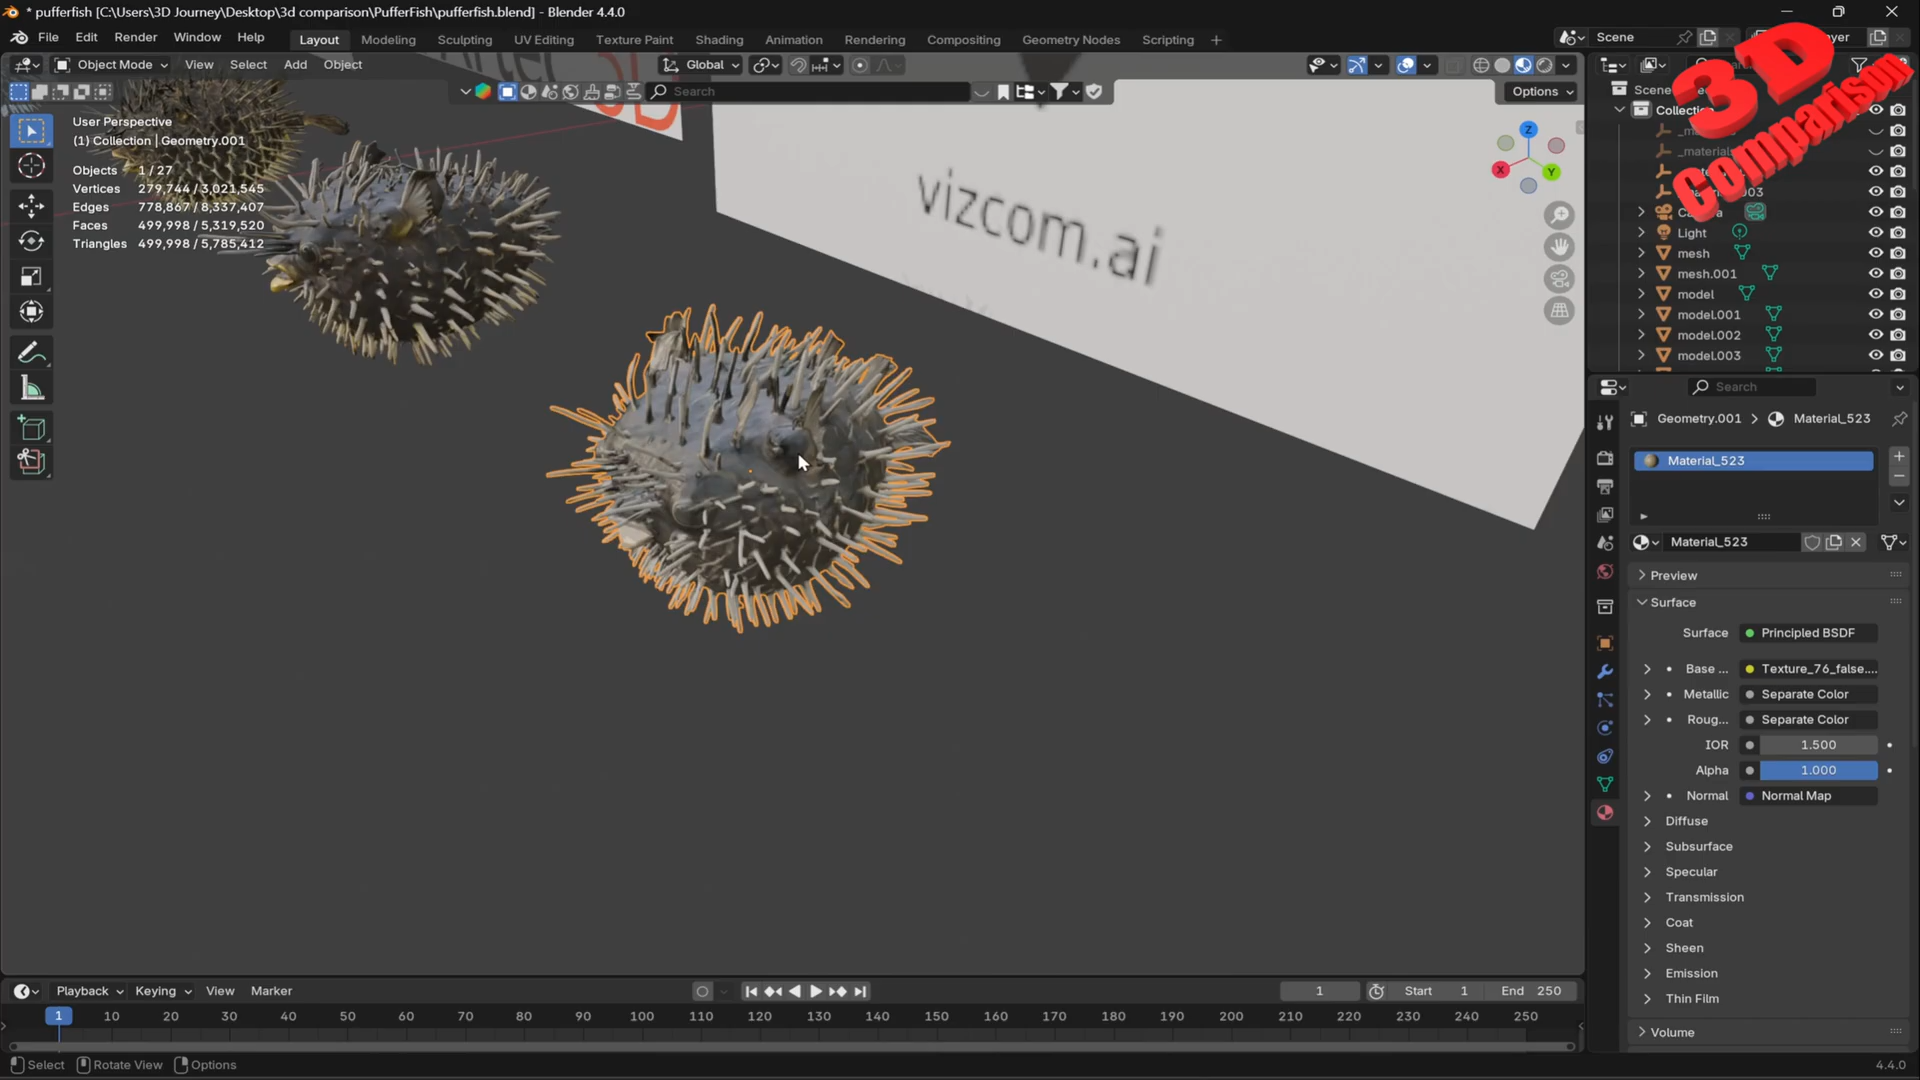 * pufferfish [C:\Users\3D Journey\Desktop\3d comparison\PufferFish\pufferfish.blend] - Blender 4.4.0
File Edit Render Window Help Layout Modeling Sculpting UV Editing Texture Paint Shading Animation Rendering Compositing Geometry Nodes Scripting + Scene
Object Mode View Select Add Object Global
Search Options
User Perspective
(1) Collection | Geometry.001
Objects 1 / 27
Vertices 279,744 / 3,021,545
Edges 778,867 / 8,337,407
Faces 499,998 / 5,319,520
Triangles 499,998 / 5,785,412
3D
vizcom.ai
Z
X
Y
3D
Comparison
Light
mesh
mesh.001
model
model.001
model.002
model.003
Search
Geometry.001 > Material_523
Material_523
Material_523
Preview
Surface
Surface Principled BSDF
Base ... Texture_76_false....
Metallic Separate Color
Roug... Separate Color
IOR 1.500
Alpha 1.000
Normal Normal Map
Diffuse
Subsurface
Specular
Transmission
Coat
Sheen
Emission
Thin Film
Volume
Playback Keying View Marker 1 Start 1 End 250
1 10 20 30 40 50 60 70 80 90 100 110 120 130 140 150 160 170 180 190 200 210 220 230 240 250
Select Rotate View Options 4.4.0